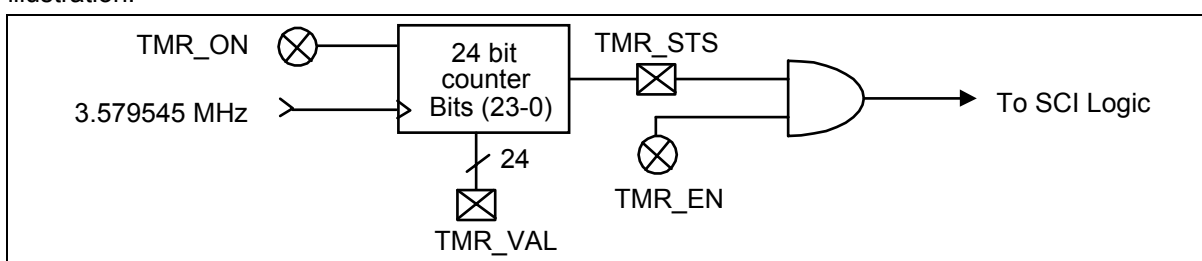 illustration.
TMR_ON
24 bit
counter
Bits (23-0)
3.579545 MHz
TMR_STS
To SCI Logic
24
TMR_EN
TMR_VAL